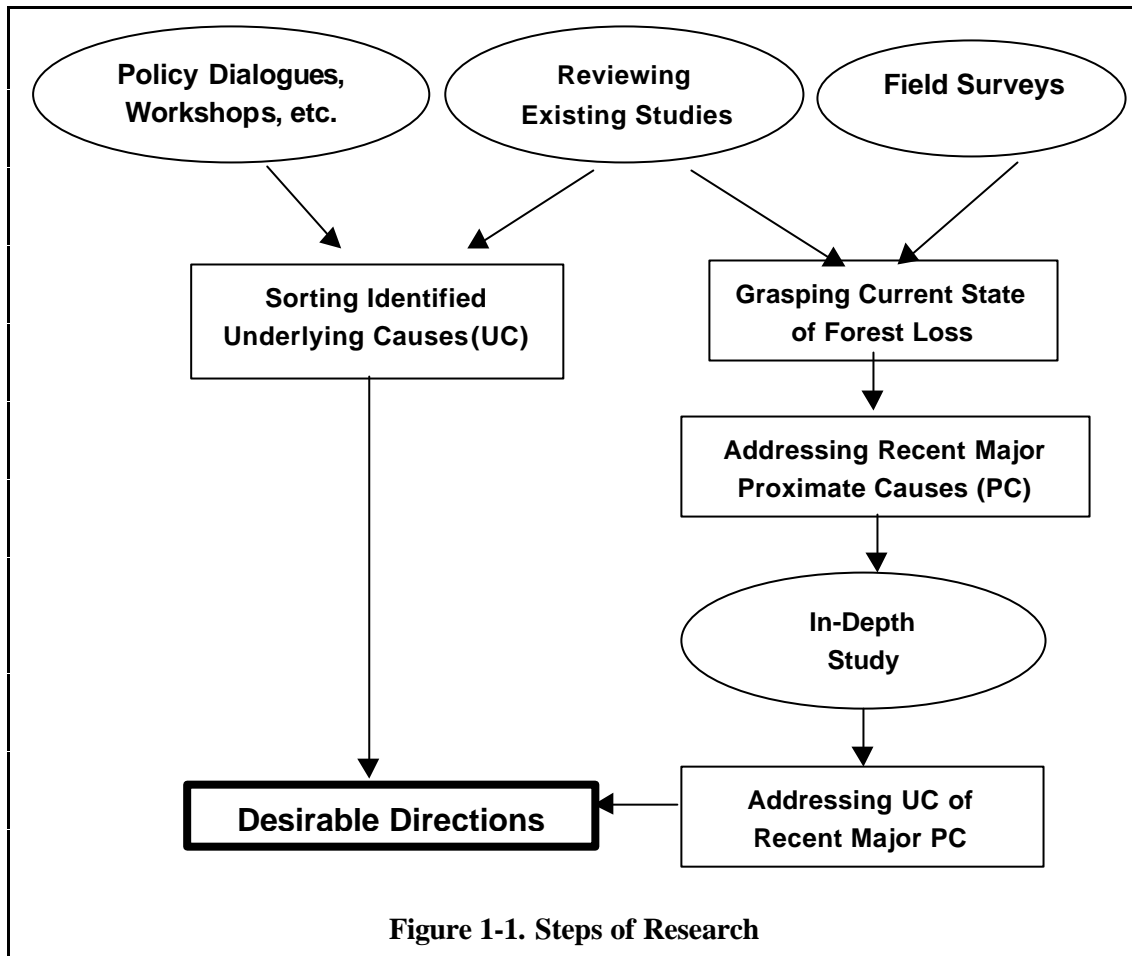 Policy Dialogues,
Workshops, etc.
Reviewing
Existing Studies
Field Surveys
Sorting Identified
Underlying Causes(UC)
Grasping Current State
of Forest Loss
Addressing Recent Major
Proximate Causes (PC)
In-Depth
Study
Desirable Directions
Addressing UC of
Recent Major PC
Figure 1-1. Steps of Research